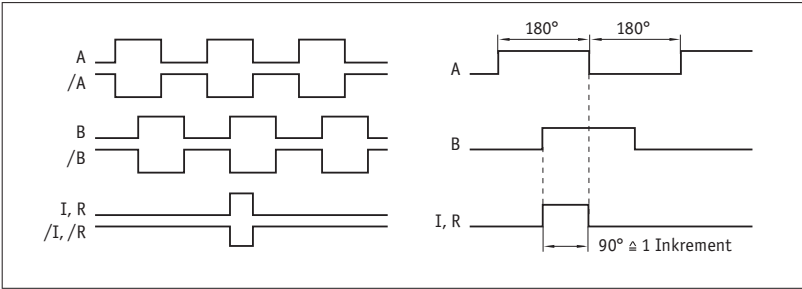 A
/A
B
/B
I, R
/I, /R
180° 180°
A
B
I, R
90° ≙ 1 Inkrement